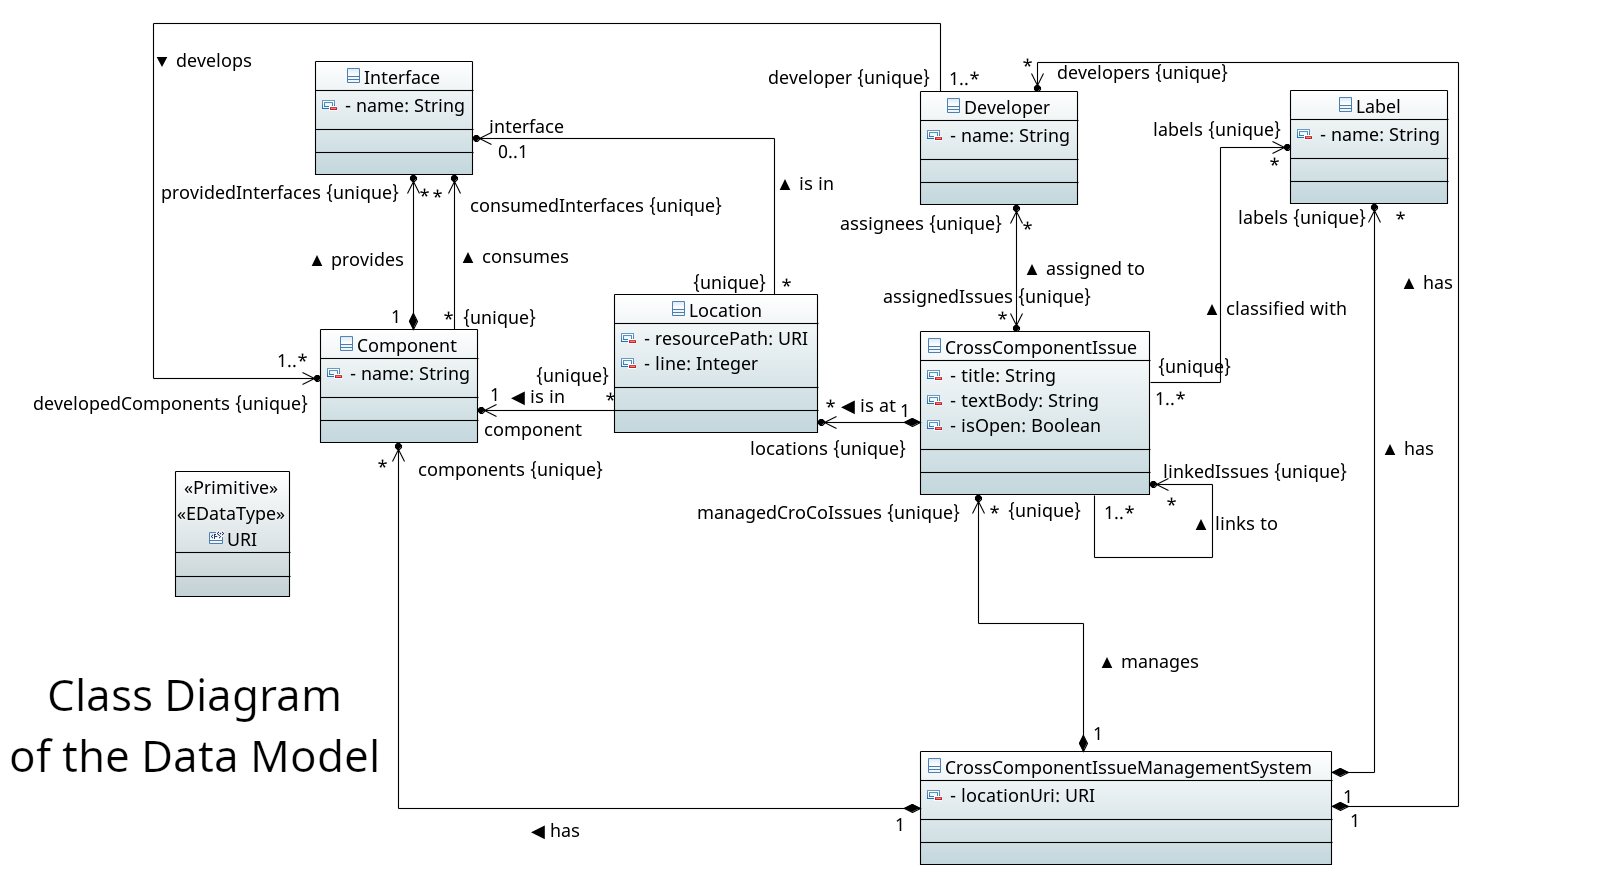 ▼ develops
Interface
- name: String
developer {unique}
1..*
*
developers {unique}
Developer
- name: String
Label
- name: String
interface
0..1
labels {unique}
*
providedInterfaces {unique}
* *
consumedInterfaces {unique}
▲ is in
assignees {unique}
*
labels {unique}
*
▲ provides
▲ consumes
▲ assigned to
▲ has
{unique}
*
assignedIssues {unique}
*
▲ classified with
1
* {unique}
Location
- resourcePath: URI
- line: Integer
Component
- name: String
1..*
developedComponents {unique}
CrossComponentIssue
- title: String
- textBody: String
- isOpen: Boolean
{unique}
1..*
{unique}
1 ◀ is in *
component
* ◀ is at 1
locations {unique}
▲ has
*
components {unique}
linkedIssues {unique}
*
«Primitive»
«EDataType»
URI
managedCroCoIssues {unique}
* {unique}
1..*
▲ links to
▲ manages
Class Diagram
of the Data Model
1
CrossComponentIssueManagementSystem
- locationUri: URI
1
1
1
◀ has